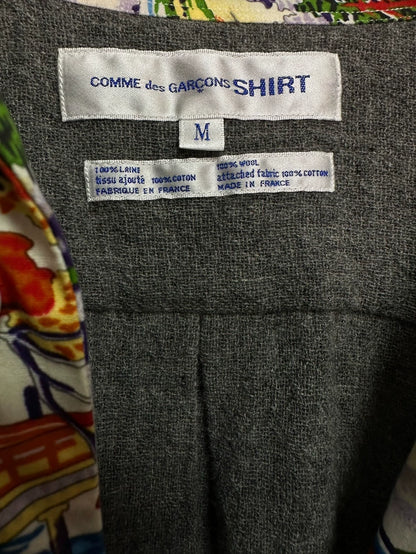 COMME des GARÇONS SHIRT
M
100% LAINE
tissu ajouté 100% COTON
FABRIQUE EN FRANCE
100% WOOL
attached fabric 100% COTTON
MADE IN FRANCE